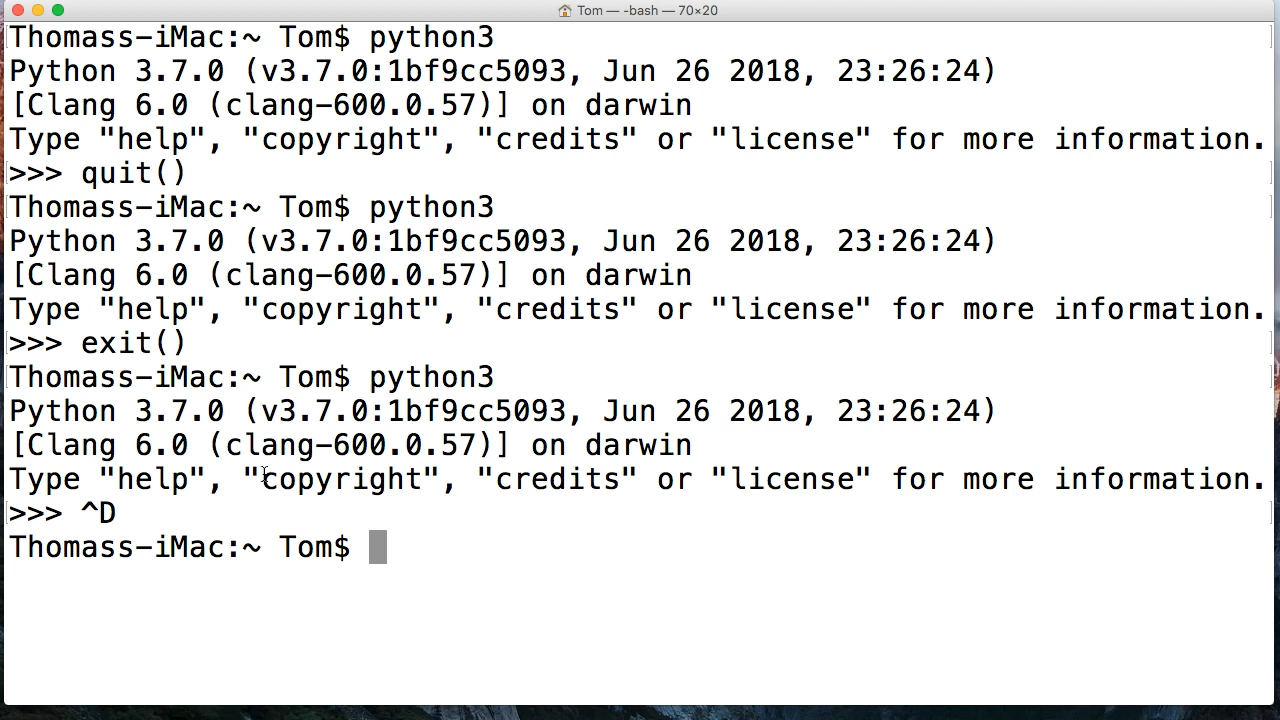 Tom — -bash — 70×20
Thomass-iMac:~ Tom$ python3
Python 3.7.0 (v3.7.0:1bf9cc5093, Jun 26 2018, 23:26:24)
[Clang 6.0 (clang-600.0.57)] on darwin
Type "help", "copyright", "credits" or "license" for more information.
>>> quit()
Thomass-iMac:~ Tom$ python3
Python 3.7.0 (v3.7.0:1bf9cc5093, Jun 26 2018, 23:26:24)
[Clang 6.0 (clang-600.0.57)] on darwin
Type "help", "copyright", "credits" or "license" for more information.
>>> exit()
Thomass-iMac:~ Tom$ python3
Python 3.7.0 (v3.7.0:1bf9cc5093, Jun 26 2018, 23:26:24)
[Clang 6.0 (clang-600.0.57)] on darwin
Type "help", "copyright", "credits" or "license" for more information.
>>> ^D
Thomass-iMac:~ Tom$